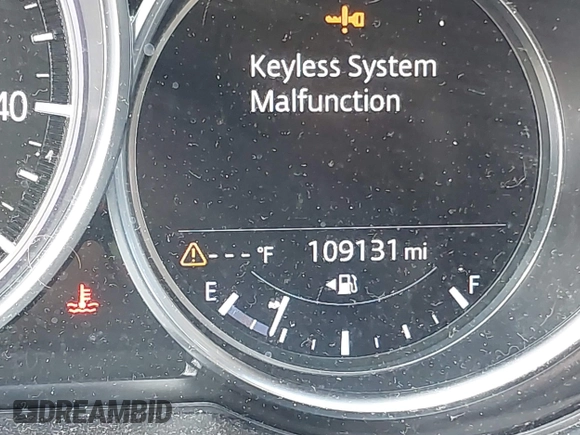 Keyless System
Malfunction
40
--- °F 109131 mi
E F
DREAMBID